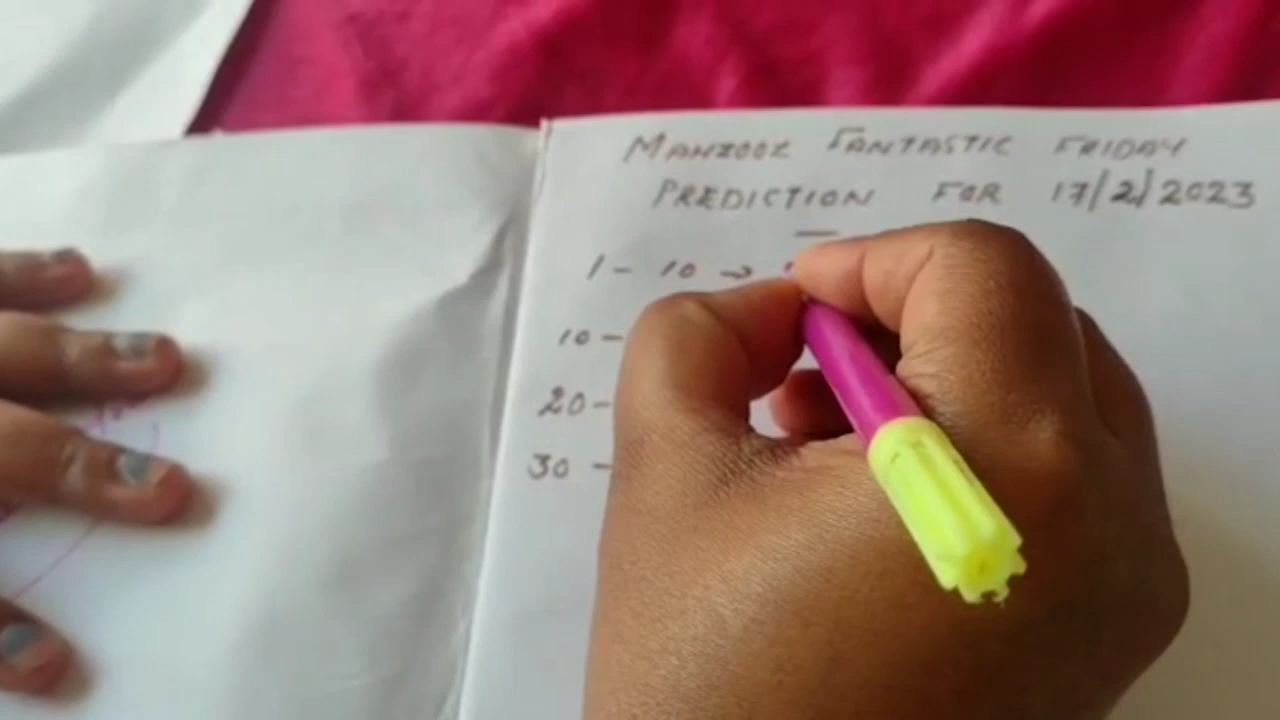 MANZOOR FANTASTIC FRIDAY
PREDICTION FOR 17/2/2023
1- 10 →
10 -
20-
30 -